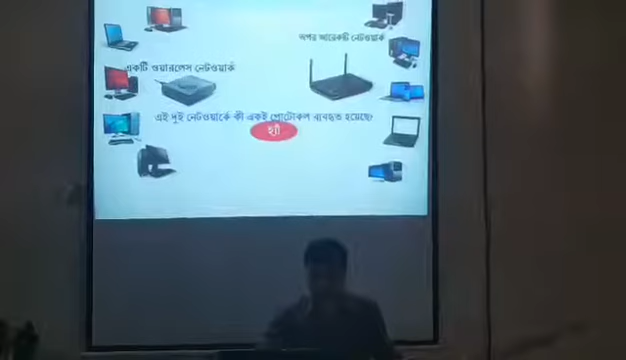 অপর আরেকটি নেটওয়ার্ক
একটি ওয়ারলেস নেটওয়ার্ক
এই দুই নেটওয়ার্কে কী একই প্রোটোকল ব্যবহৃত হয়েছে?
হ্যাঁ